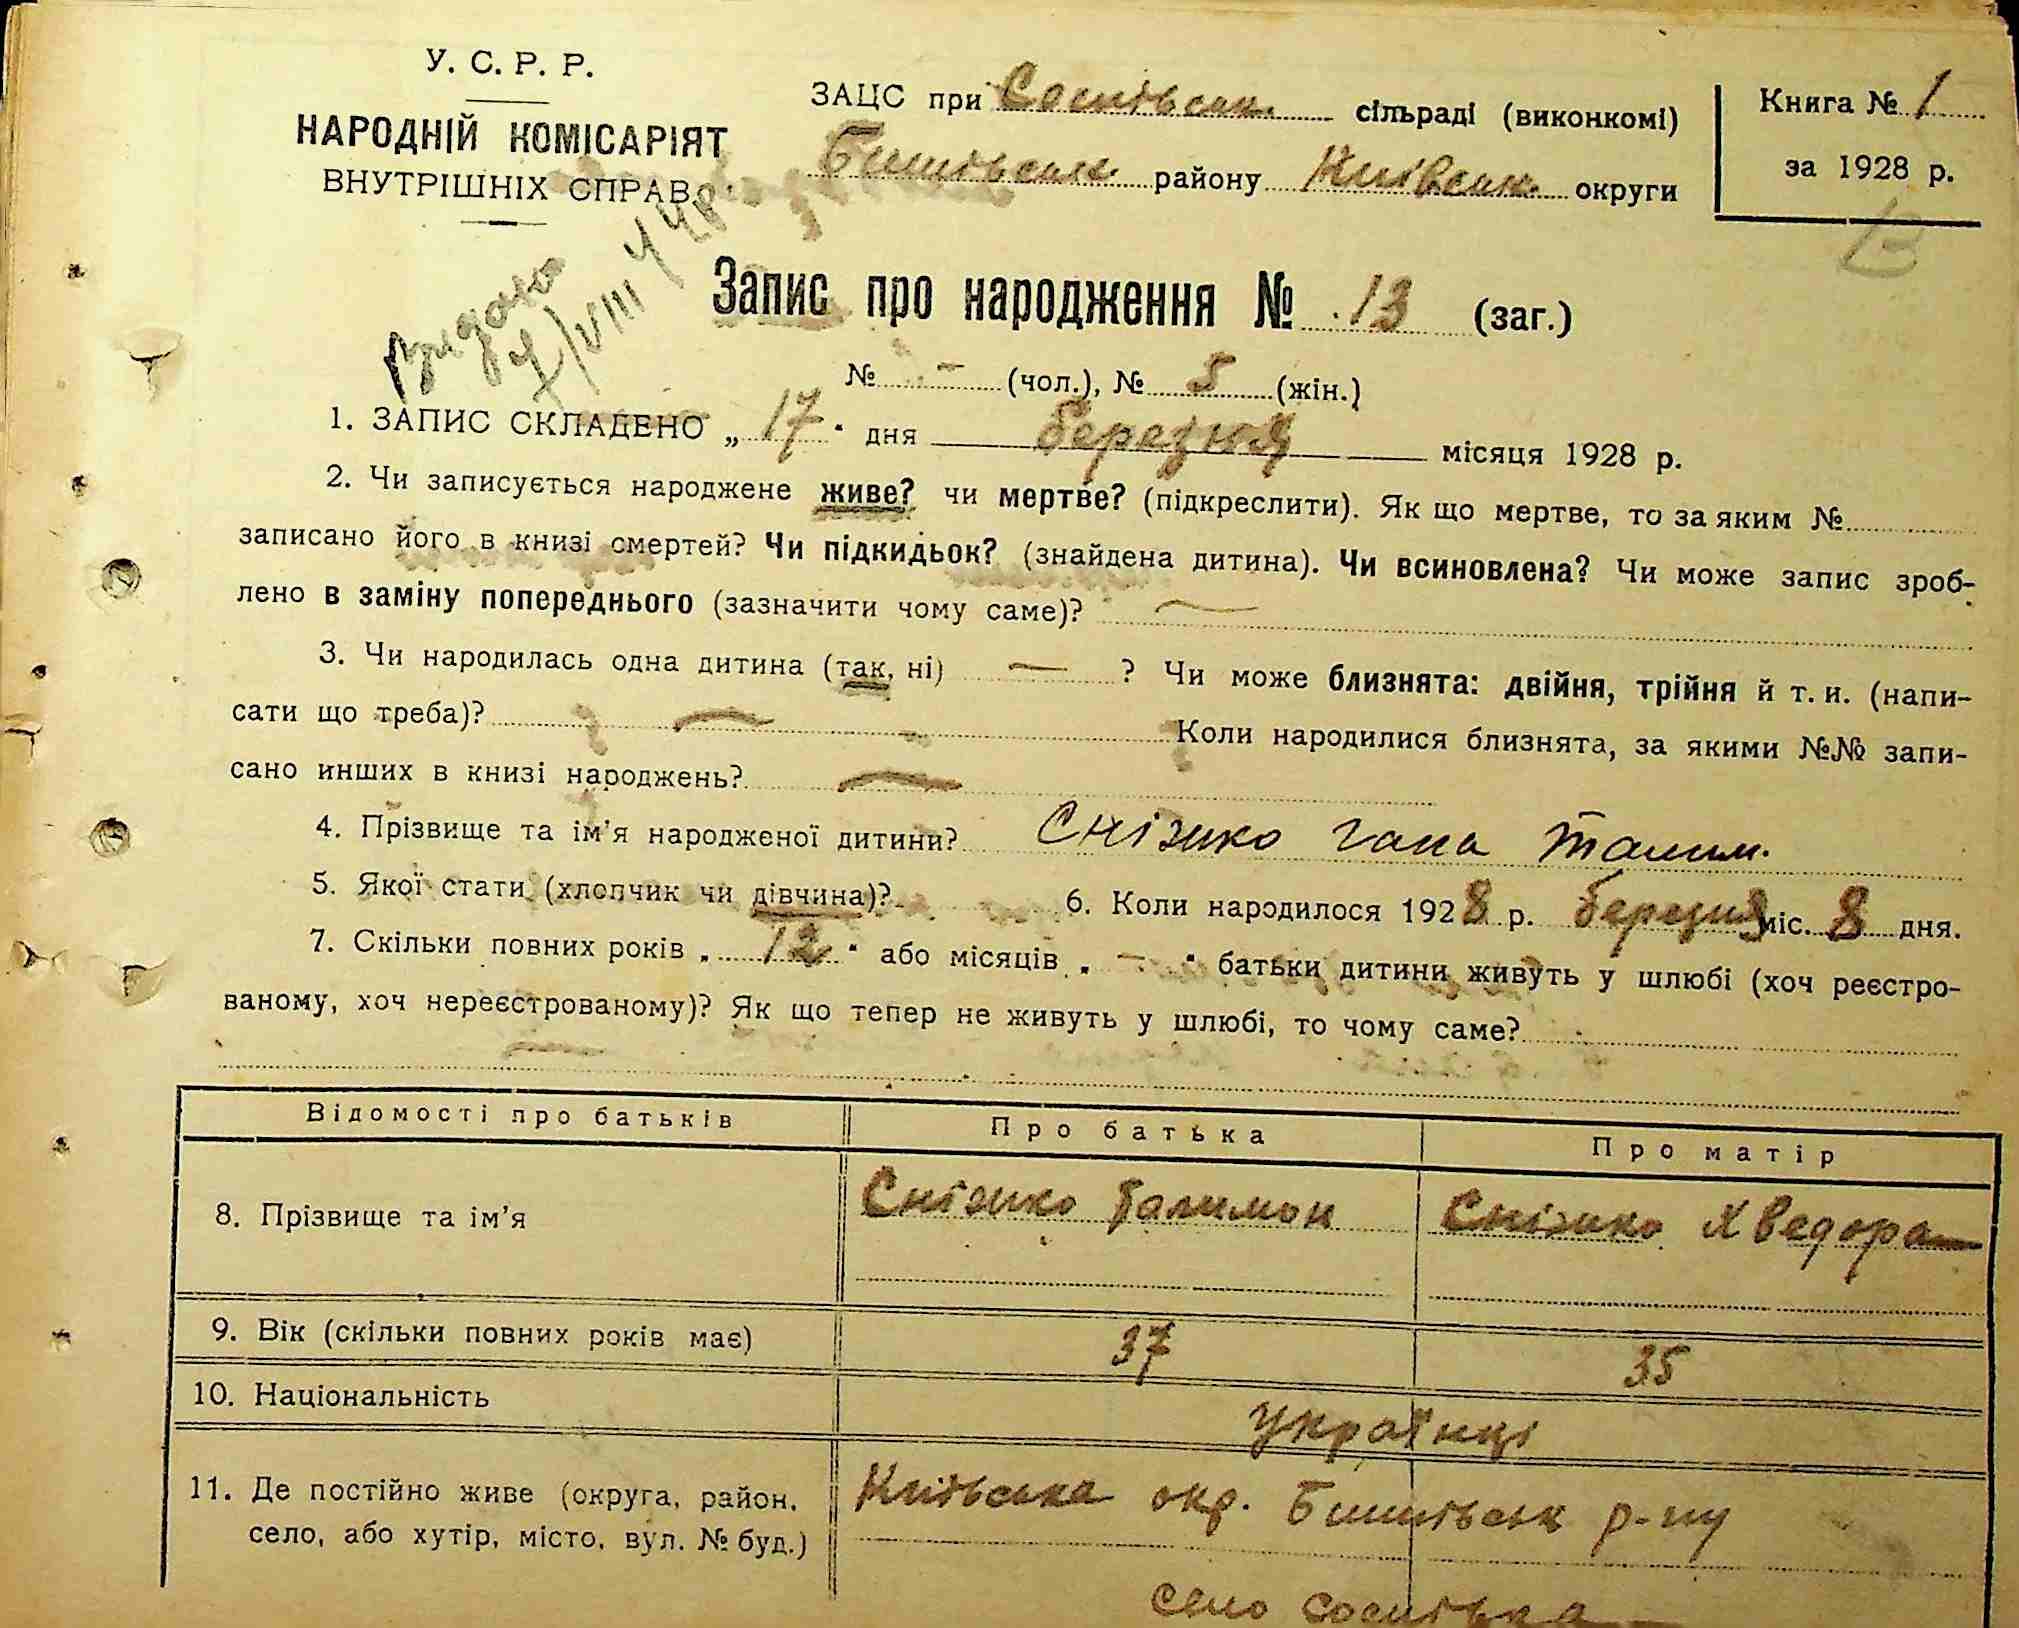 У. С. Р. Р.
НАРОДНІЙ КОМІСАРІЯТ
ВНУТРІШНІХ СПРАВ
ЗАЦС при Соснівськ. сільраді (виконкомі)
Бишівськ. району Київськ. округи
Книга № 1
за 1928 р.
13
видано
Запис про народження № 13 (заг.)
№ - (чол.), № 5 (жін.)
1. ЗАПИС СКЛАДЕНО „ 17 " дня березня місяця 1928 р.
2. Чи записується народжене живе? чи мертве? (підкреслити). Як що мертве, то за яким №
записано його в книзі смертей? Чи підкидьок? (знайдена дитина). Чи всиновлена? Чи може запис зроб-
лено в заміну попереднього (зазначити чому саме)? —
3. Чи народилась одна дитина (так, ні) — ? Чи може близнята: двійня, трійня й т. и. (напи-
сати що треба)? — Коли народилися близнята, за якими №№ запи-
сано инших в книзі народжень? —
4. Прізвище та ім'я народженої дитини? Снізико Гапа Талим.
5. Якої стати (хлопчик чи дівчина)? 6. Коли народилося 1928 р. березня міс. 8 дня.
7. Скільки повних років „ 12 " або місяців „ — " батьки дитини живуть у шлюбі (хоч реєстро-
ваному, хоч нереєстрованому)? Як що тепер не живуть у шлюбі, то чому саме?
Відомості про батьків Про батька Про матір
8. Прізвище та ім'я Снізико Талимон Снізико Хведора
9. Вік (скільки повних років має) 37 35
10. Національність Українці
11. Де постійно живе (округа, район, Київська окр. Бишівськ р-ну
село, або хутір, місто, вул. № буд.)
село Соснівка